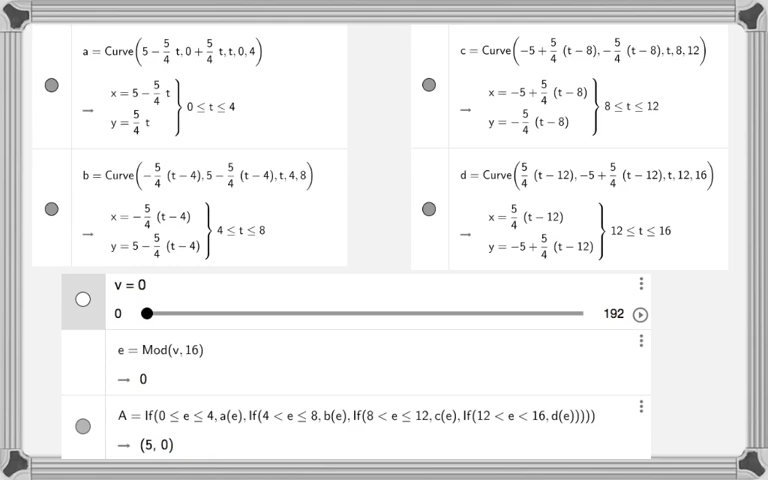 a = Curve(5 − 5/4 t, 0 + 5/4 t, t, 0, 4)
→ x = 5 − 5/4 t
y = 5/4 t } 0 ≤ t ≤ 4
b = Curve(−5/4 (t − 4), 5 − 5/4 (t − 4), t, 4, 8)
→ x = −5/4 (t − 4)
y = 5 − 5/4 (t − 4) } 4 ≤ t ≤ 8
c = Curve(−5 + 5/4 (t − 8), −5/4 (t − 8), t, 8, 12)
→ x = −5 + 5/4 (t − 8)
y = −5/4 (t − 8) } 8 ≤ t ≤ 12
d = Curve(5/4 (t − 12), −5 + 5/4 (t − 12), t, 12, 16)
→ x = 5/4 (t − 12)
y = −5 + 5/4 (t − 12) } 12 ≤ t ≤ 16
v = 0
0 192
e = Mod(v, 16)
→ 0
A = If(0 ≤ e ≤ 4, a(e), If(4 < e ≤ 8, b(e), If(8 < e ≤ 12, c(e), If(12 < e < 16, d(e)))))
→ (5, 0)